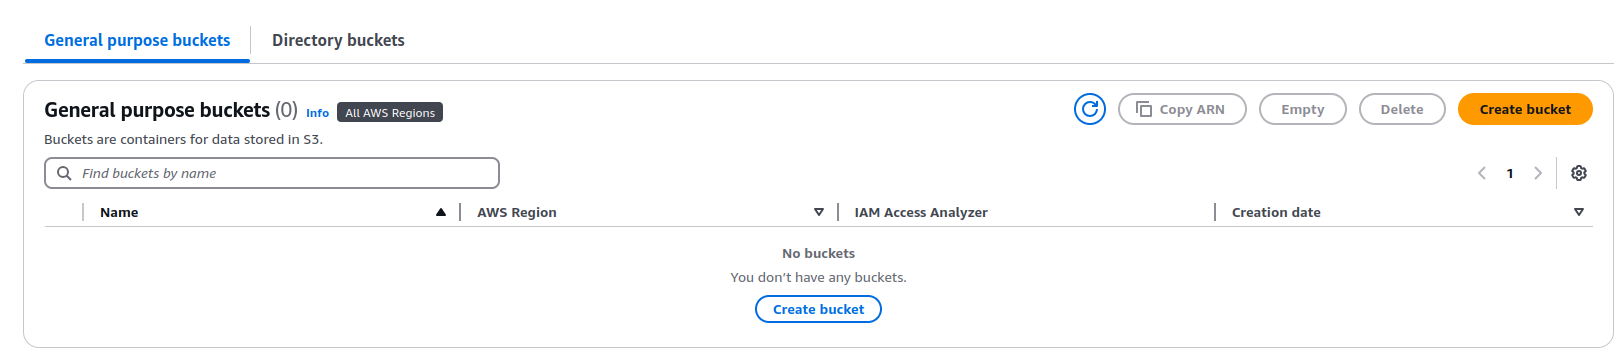 General purpose buckets
Directory buckets
General purpose buckets (0) Info All AWS Regions
Copy ARN
Empty
Delete
Create bucket
Buckets are containers for data stored in S3.
Find buckets by name
1
Name
AWS Region
IAM Access Analyzer
Creation date
No buckets
You don't have any buckets.
Create bucket